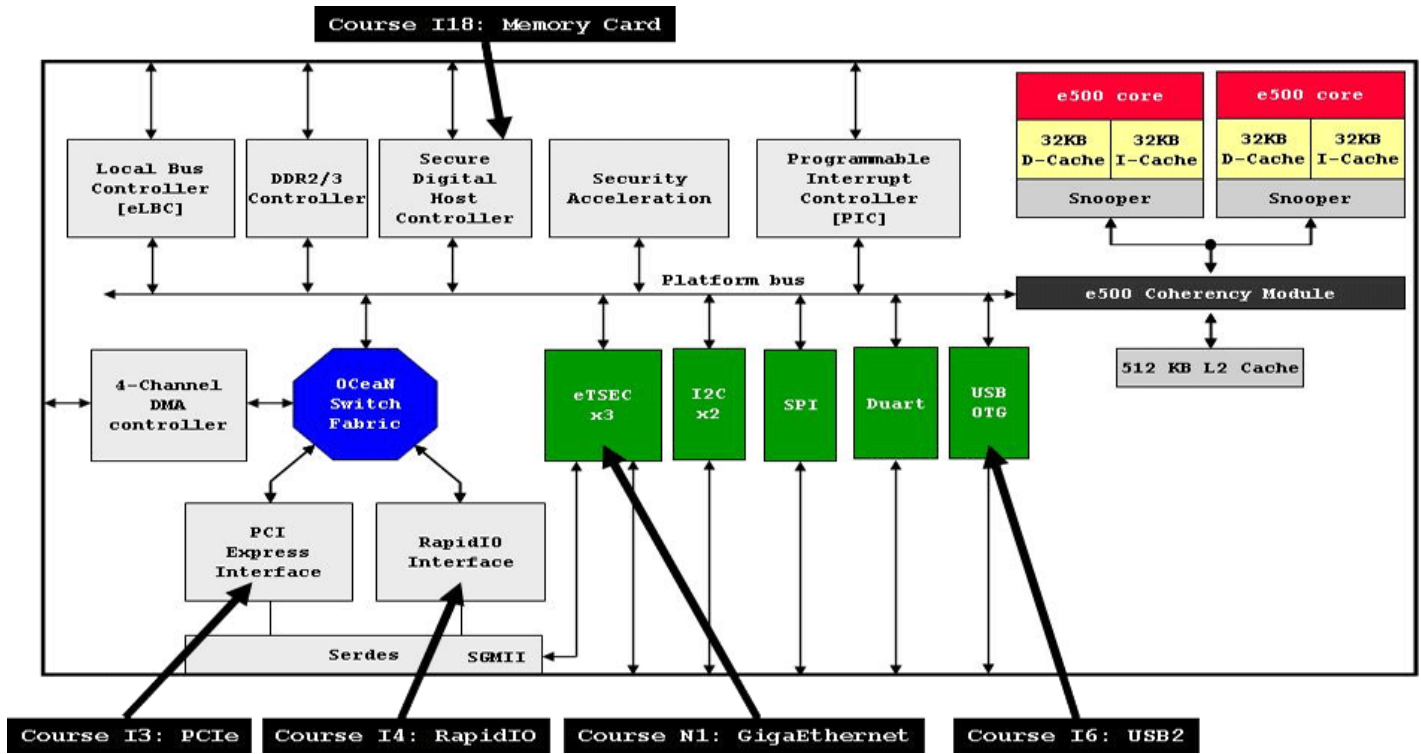 Course I18: Memory Card
Local Bus
Controller
[eLBC]
DDR2/3
Controller
Secure
Digital
Host
Controller
Security
Acceleration
Programmable
Interrupt
Controller
[PIC]
e500 core
32KB
D-Cache
32KB
I-Cache
Snooper
e500 core
32KB
D-Cache
32KB
I-Cache
Snooper
Platform bus
e500 Coherency Module
512 KB L2 Cache
4-Channel
DMA
controller
OCeaN
Switch
Fabric
eTSEC
x3
I2C
x2
SPI
Duart
USB
OTG
PCI
Express
Interface
RapidIO
Interface
Serdes
SGMII
Course I3: PCIe
Course I4: RapidIO
Course N1: GigaEthernet
Course I6: USB2